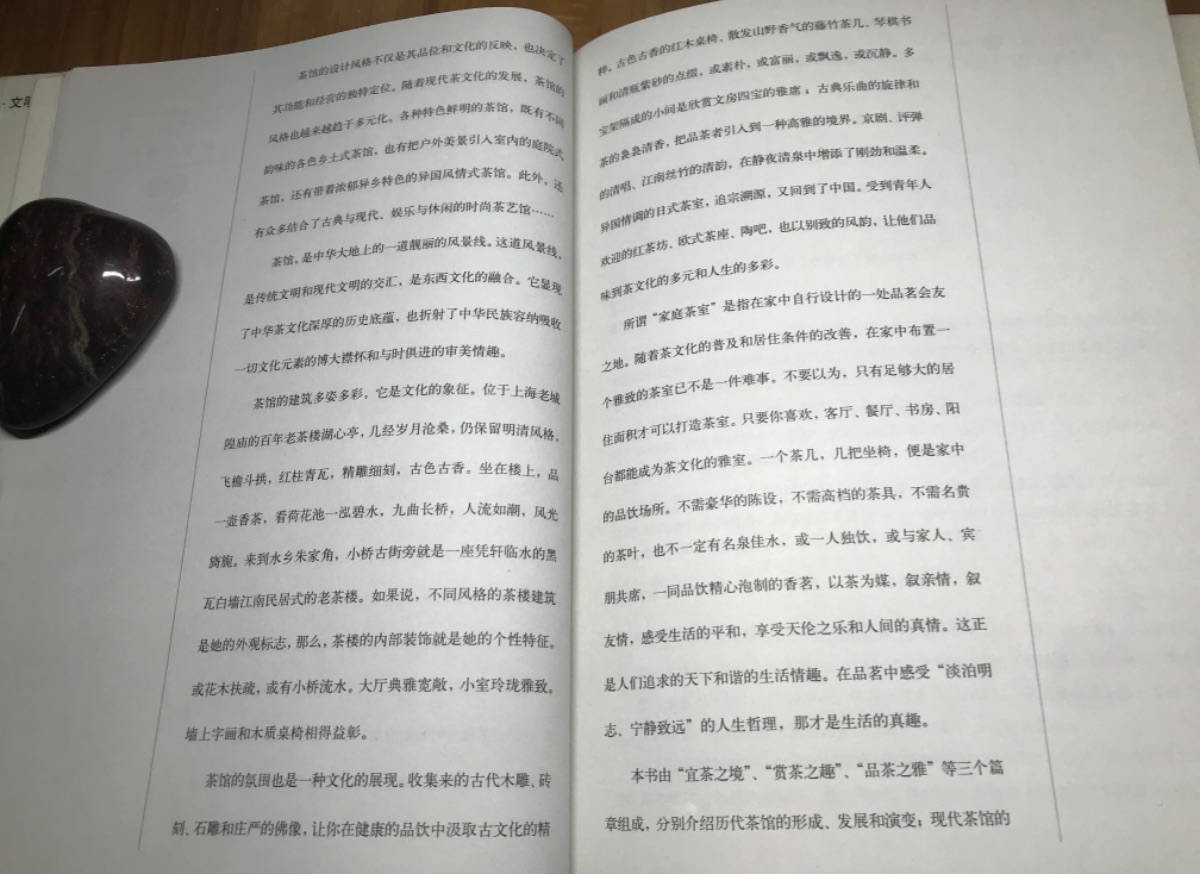 ·文
茶馆的设计风格不仅是其品位和文化的反映，也决定了
其功能和经营的独特定位。随着现代茶文化的发展，茶馆的
风格也越来越趋于多元化。各种特色鲜明的茶馆，既有不同
韵味的各色乡土式茶馆，也有把户外美景引入室内的庭院式
茶馆，还有带着浓郁异乡特色的异国风情式茶馆。此外，还
有众多结合了古典与现代、娱乐与休闲的时尚茶艺馆……
茶馆，是中华大地上的一道靓丽的风景线。这道风景线，
是传统文明和现代文明的交汇，是东西文化的融合。它显现
了中华茶文化深厚的历史底蕴，也折射了中华民族容纳吸收
一切文化元素的博大襟怀和与时俱进的审美情趣。
茶馆的建筑多姿多彩，它是文化的象征。位于上海老城
隍庙的百年老茶楼湖心亭，几经岁月沧桑，仍保留明清风格，
飞檐斗拱，红柱青瓦，精雕细刻，古色古香。坐在楼上，品
一壶香茶，看荷花池一泓碧水，九曲长桥，人流如潮，风光
旖旎。来到水乡朱家角，小桥古街旁就是一座凭轩临水的黑
瓦白墙江南民居式的老茶楼。如果说，不同风格的茶楼建筑
是她的外观标志，那么，茶楼的内部装饰就是她的个性特征。
或花木扶疏，或有小桥流水。大厅典雅宽敞，小室玲珑雅致。
墙上字画和木质桌椅相得益彰。
茶馆的氛围也是一种文化的展现。收集来的古代木雕、砖
刻、石雕和庄严的佛像，让你在健康的品饮中汲取古文化的精
粹。古色古香的红木桌椅、散发山野香气的藤竹茶几、琴棋书
画和清瓶紫砂的点缀，或素朴，或富丽，或飘逸，或沉静。多
宝架隔成的小间是欣赏文房四宝的雅席；古典乐曲的旋律和
茶的袅袅清香，把品茶者引入到一种高雅的境界。京剧、评弹
的清唱、江南丝竹的清韵，在静夜清泉中增添了刚劲和温柔。
异国情调的日式茶室，追宗溯源，又回到了中国。受到青年人
欢迎的红茶坊、欧式茶座、陶吧，也以别致的风韵，让他们品
味到茶文化的多元和人生的多彩。
所谓“家庭茶室”是指在家中自行设计的一处品茗会友
之地。随着茶文化的普及和居住条件的改善，在家中布置一
个雅致的茶室已不是一件难事。不要以为，只有足够大的居
住面积才可以打造茶室。只要你喜欢，客厅、餐厅、书房、阳
台都能成为茶文化的雅室。一个茶几，几把坐椅，便是家中
的品饮场所。不需豪华的陈设，不需高档的茶具，不需名贵
的茶叶，也不一定有名泉佳水，或一人独饮，或与家人、宾
朋共席，一同品饮精心泡制的香茗，以茶为媒，叙亲情，叙
友情，感受生活的平和，享受天伦之乐和人间的真情。这正
是人们追求的天下和谐的生活情趣。在品茗中感受“淡泊明
志、宁静致远”的人生哲理，那才是生活的真趣。
本书由“宜茶之境”、“赏茶之趣”、“品茶之雅”等三个篇
章组成，分别介绍历代茶馆的形成、发展和演变；现代茶馆的